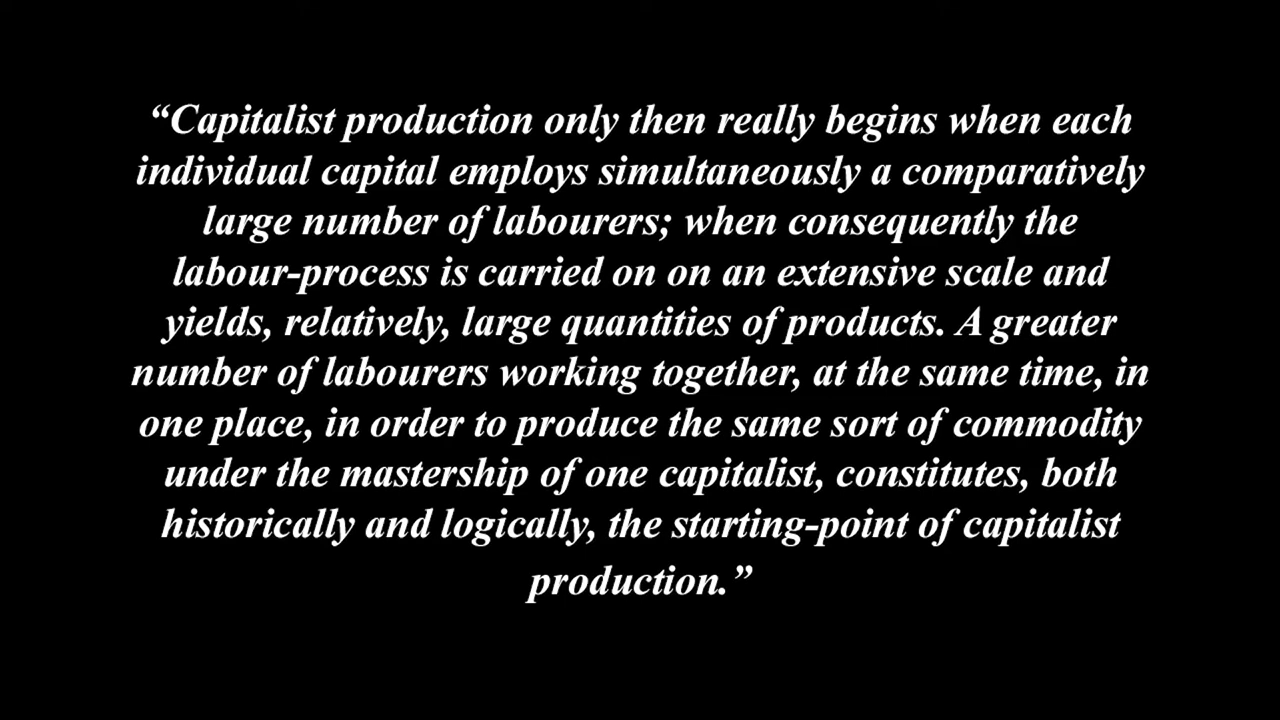 “Capitalist production only then really begins when each
individual capital employs simultaneously a comparatively
large number of labourers; when consequently the
labour-process is carried on on an extensive scale and
yields, relatively, large quantities of products. A greater
number of labourers working together, at the same time, in
one place, in order to produce the same sort of commodity
under the mastership of one capitalist, constitutes, both
historically and logically, the starting-point of capitalist
production.”